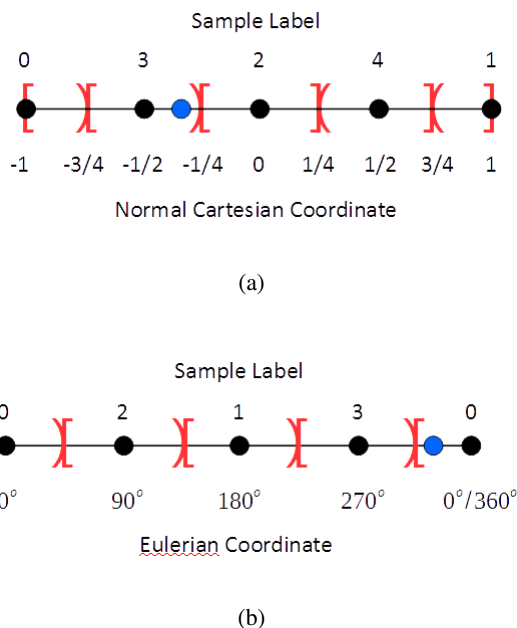 Sample Label
0 3 2 4 1
-1 -3/4 -1/2 -1/4 0 1/4 1/2 3/4 1
Normal Cartesian Coordinate
(a)
Sample Label
0 2 1 3 0
0° 90° 180° 270° 0°/360°
Eulerian Coordinate
(b)